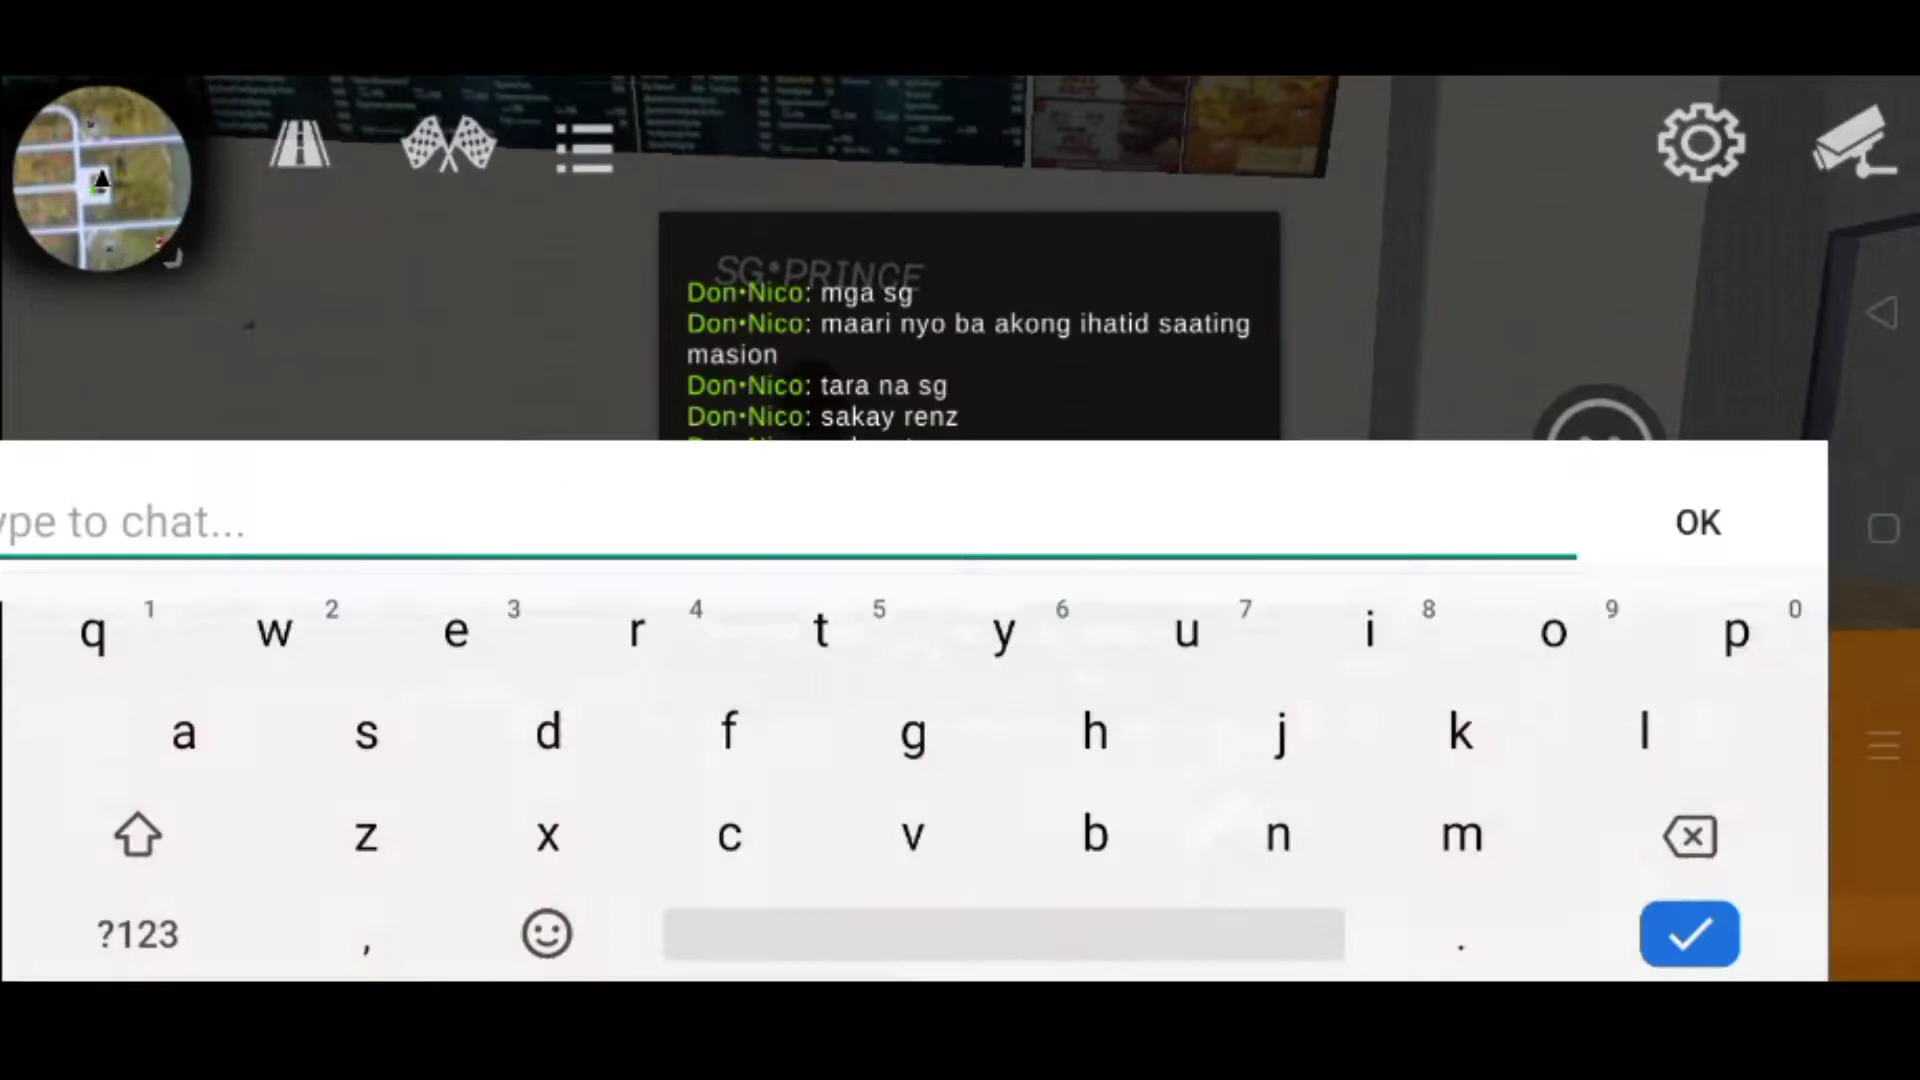 SG•PRINCE
Don•Nico: mga sg
Don•Nico: maari nyo ba akong ihatid saating
masion
Don•Nico: tara na sg
Don•Nico: sakay renz
ype to chat...
OK
q 1 w 2 e 3 r 4 t 5 y 6 u 7 i 8 o 9 p 0
a s d f g h j k l
z x c v b n m
?123 , .